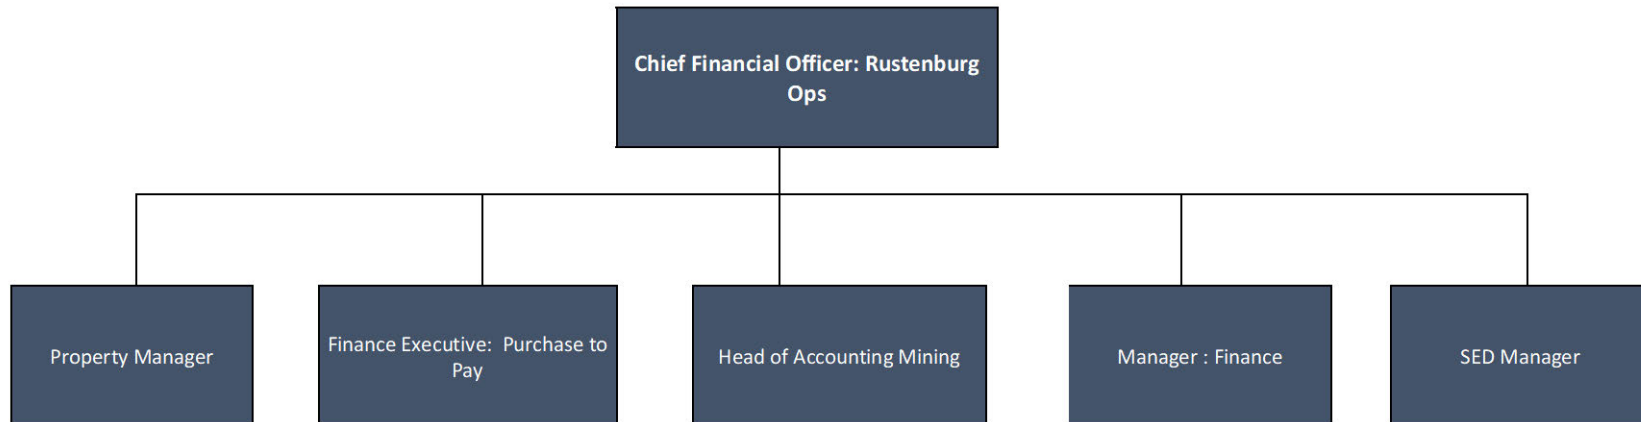 Chief Financial Officer: Rustenburg
Ops
Property Manager
Finance Executive:  Purchase to
Pay
Head of Accounting Mining
Manager : Finance
SED Manager